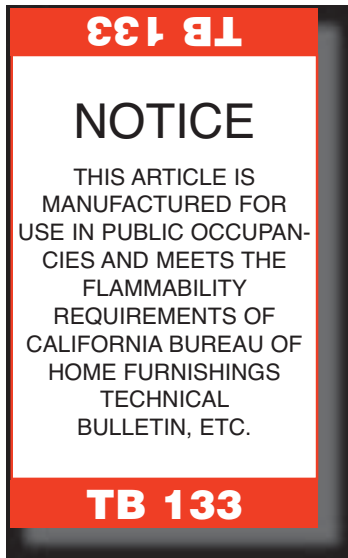 TB 133
NOTICE
THIS ARTICLE IS
MANUFACTURED FOR
USE IN PUBLIC OCCUPAN-
CIES AND MEETS THE
FLAMMABILITY
REQUIREMENTS OF
CALIFORNIA BUREAU OF
HOME FURNISHINGS
TECHNICAL
BULLETIN, ETC.
TB 133